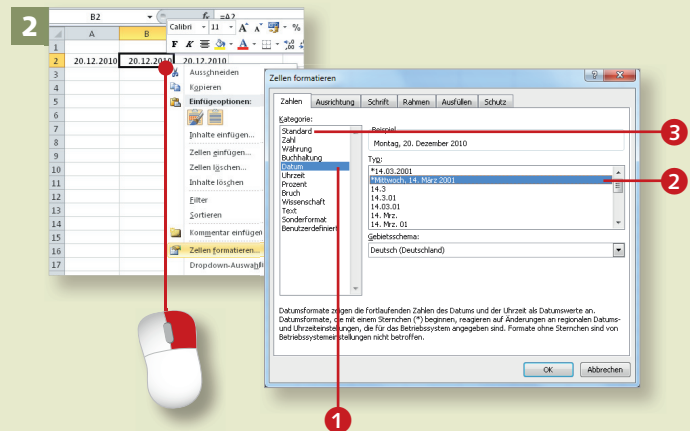 2
B2 fx =A2
Calibri 11 A A %
F K A
A B
1
2 20.12.2010 20.12.2010 20.12.2010
3
4
5
6
7
8
9
10
11
12
13
14
15
16
17
Ausschneiden
Kopieren
Einfügeoptionen:
Inhalte einfügen...
Zellen einfügen...
Zellen löschen...
Inhalte löschen
Filter
Sortieren
Kommentar einfügen
Zellen formatieren...
Dropdown-Auswahlli
Zellen formatieren
Zahlen Ausrichtung Schrift Rahmen Ausfüllen Schutz
Kategorie:
Standard
Zahl
Währung
Buchhaltung
Datum
Uhrzeit
Prozent
Bruch
Wissenschaft
Text
Sonderformat
Benutzerdefiniert
Beispiel
Montag, 20. Dezember 2010
Typ:
*14.03.2001
*Mittwoch, 14. März 2001
14.3
14.3.01
14.03.01
14. Mrz.
14. Mrz. 01
Gebietsschema:
Deutsch (Deutschland)
Datumsformate zeigen die fortlaufenden Zahlen des Datums und der Uhrzeit als Datumswerte an.
Datumsformate, die mit einem Sternchen (*) beginnen, reagieren auf Änderungen an regionalen Datums-
und Uhrzeiteinstellungen, die für das Betriebssystem angegeben sind. Formate ohne Sternchen sind von
Betriebssystemeinstellungen nicht betroffen.
OK Abbrechen
3
2
1